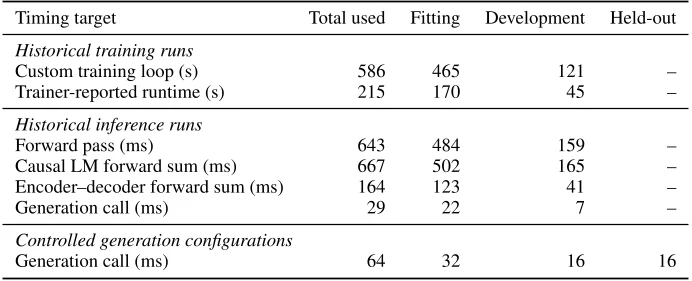 Timing target Total used Fitting Development Held-out
Historical training runs
Custom training loop (s) 586 465 121 –
Trainer-reported runtime (s) 215 170 45 –
Historical inference runs
Forward pass (ms) 643 484 159 –
Causal LM forward sum (ms) 667 502 165 –
Encoder–decoder forward sum (ms) 164 123 41 –
Generation call (ms) 29 22 7 –
Controlled generation configurations
Generation call (ms) 64 32 16 16